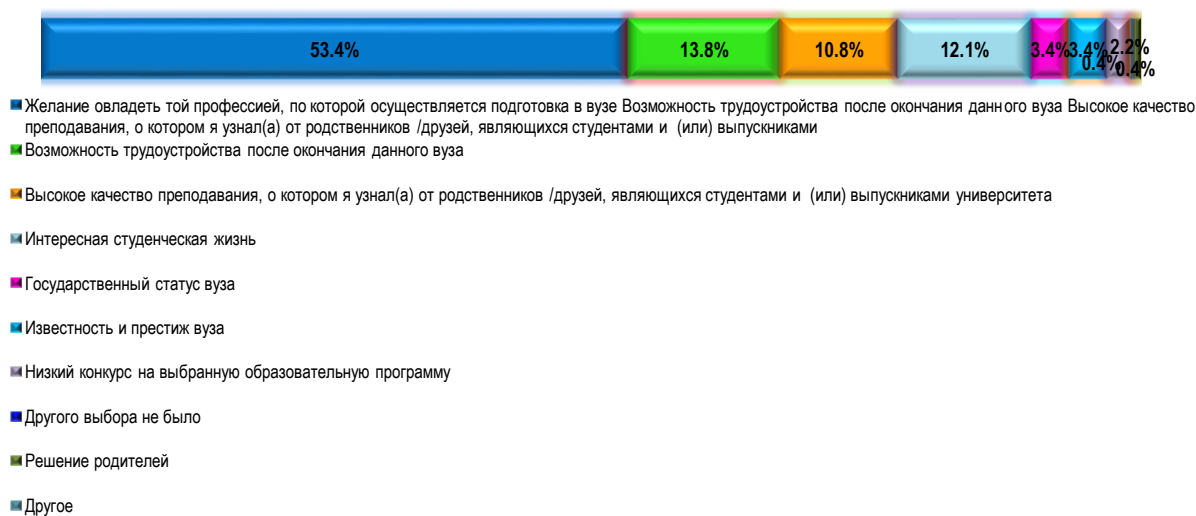 53.4% 13.8% 10.8% 12.1% 3.4% 3.4% 0.4% 2.2% 0.4%
Желание овладеть той профессией, по которой осуществляется подготовка в вузе Возможность трудоустройства после окончания данного вуза Высокое качество
преподавания, о котором я узнал(а) от родственников /друзей, являющихся студентами и (или) выпускниками
Возможность трудоустройства после окончания данного вуза
Высокое качество преподавания, о котором я узнал(а) от родственников /друзей, являющихся студентами и (или) выпускниками университета
Интересная студенческая жизнь
Государственный статус вуза
Известность и престиж вуза
Низкий конкурс на выбранную образовательную программу
Другого выбора не было
Решение родителей
Другое